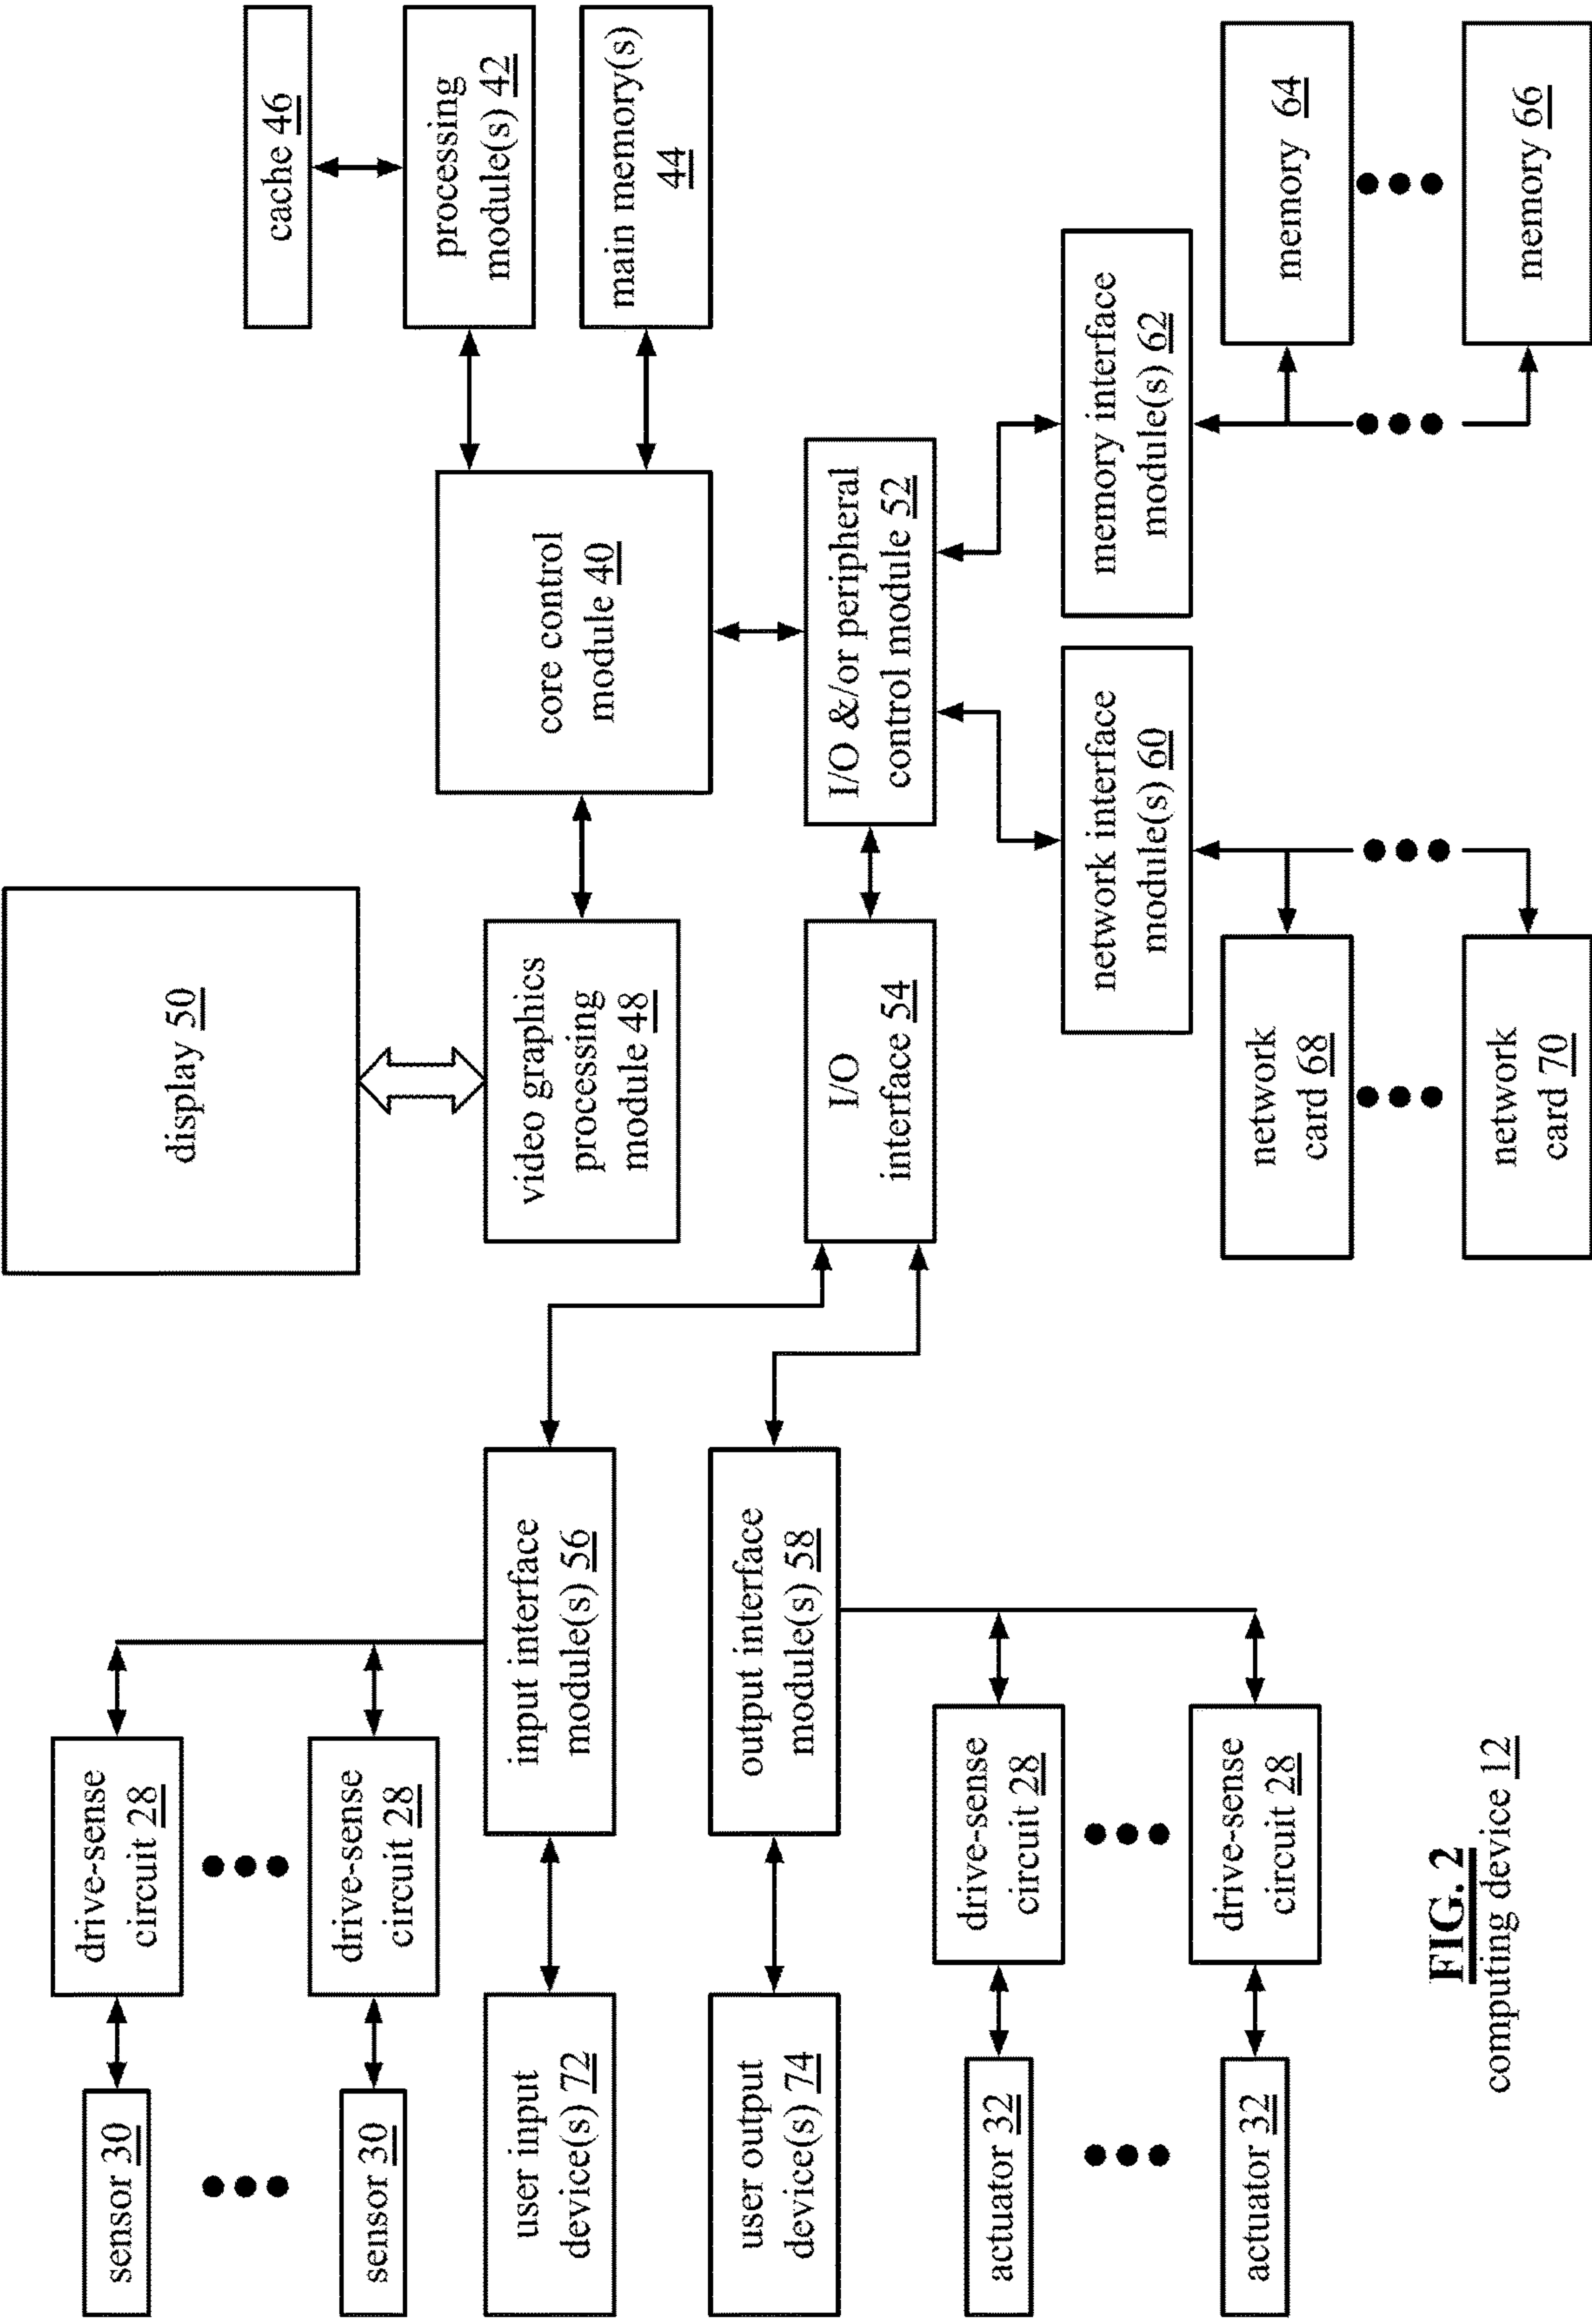 display 50
cache 46
processing
module(s) 42
main memory(s)
44
core control
module 40
video graphics
processing
module 48
I/O &/or peripheral
control module 52
I/O
interface 54
memory interface
module(s) 62
network interface
module(s) 60
memory 64
memory 66
network
card 68
network
card 70
sensor 30
drive-sense
circuit 28
sensor 30
drive-sense
circuit 28
user input
device(s) 72
input interface
module(s) 56
user output
device(s) 74
output interface
module(s) 58
actuator 32
drive-sense
circuit 28
actuator 32
drive-sense
circuit 28
FIG. 2
computing device 12